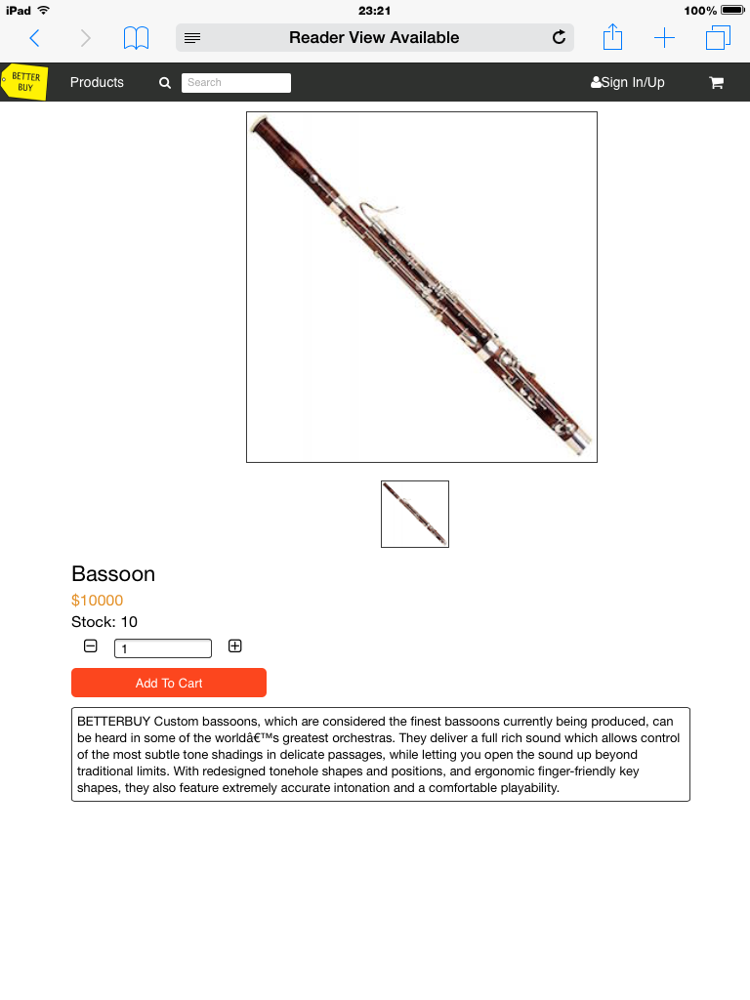 iPad 23:21 100%
Reader View Available
BETTER
BUY
Products Search Sign In/Up
Bassoon
$10000
Stock: 10
1
Add To Cart
BETTERBUY Custom bassoons, which are considered the finest bassoons currently being produced, can
be heard in some of the worldâ€™s greatest orchestras. They deliver a full rich sound which allows control
of the most subtle tone shadings in delicate passages, while letting you open the sound up beyond
traditional limits. With redesigned tonehole shapes and positions, and ergonomic finger-friendly key
shapes, they also feature extremely accurate intonation and a comfortable playability.